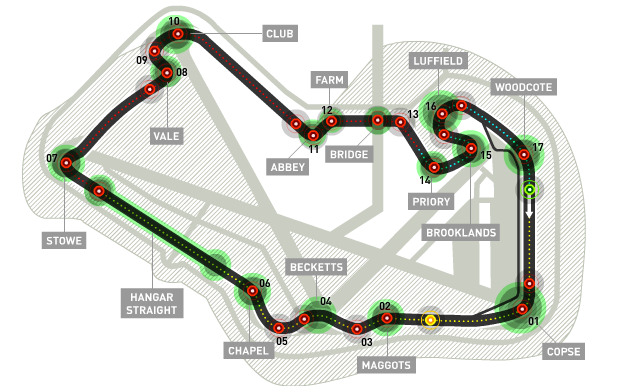 10
CLUB
09
08
VALE
FARM
12
13
11
ABBEY
BRIDGE
LUFFIELD
WOODCOTE
16
17
15
14
PRIORY
BROOKLANDS
07
STOWE
HANGAR
STRAIGHT
BECKETTS
06
04
02
05
03
01
CHAPEL
MAGGOTS
COPSE